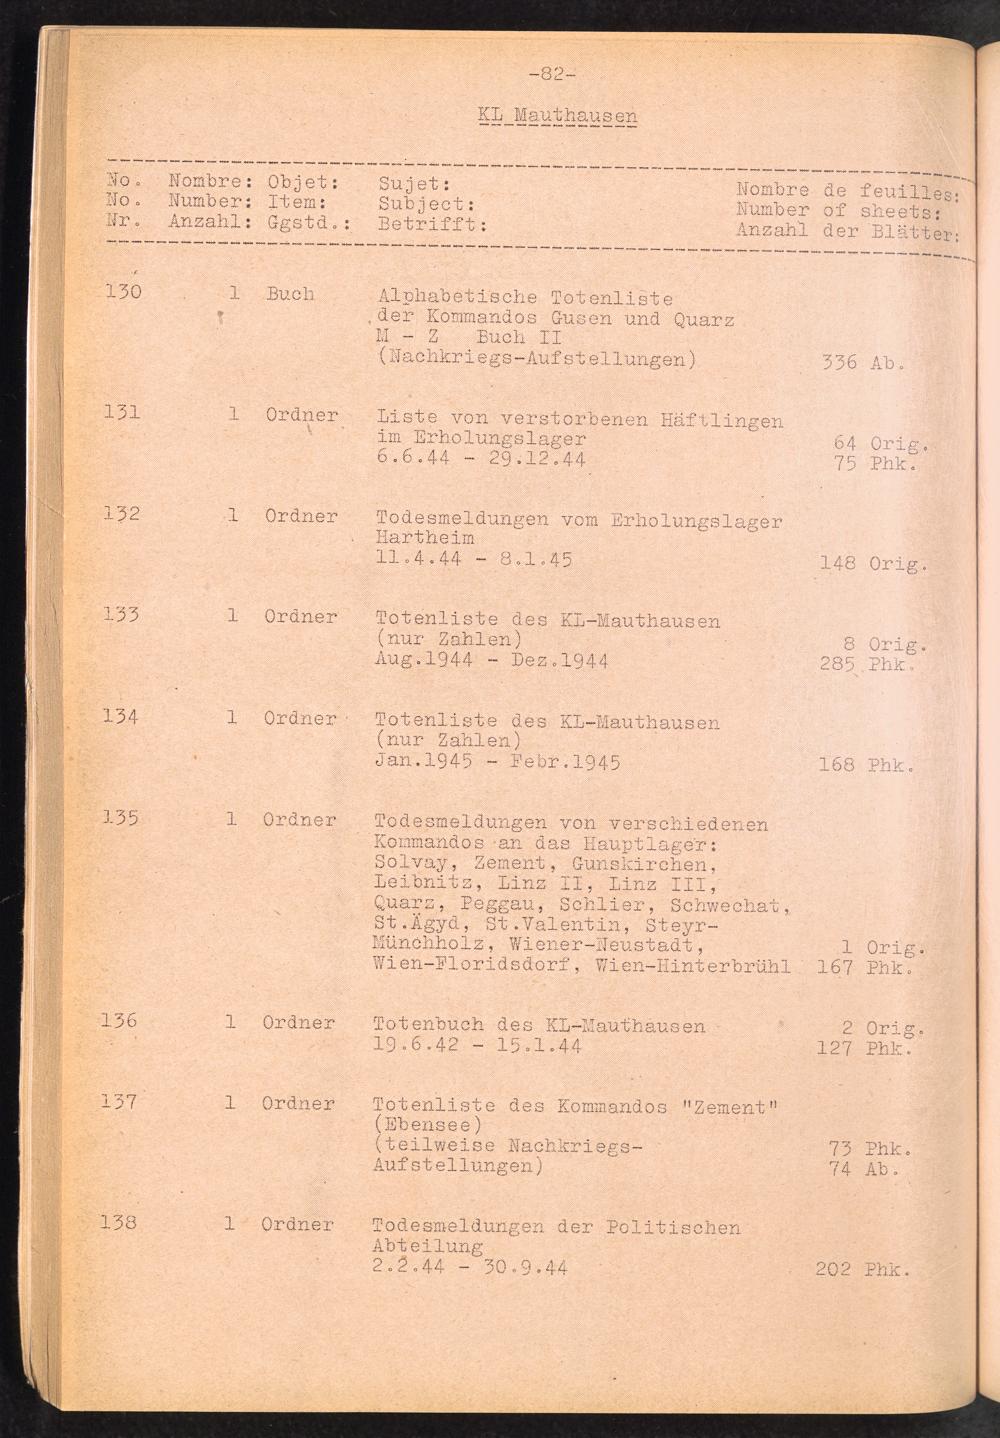 -82-
KL Mauthausen
No. Nombre: Objet: Sujet: Nombre de feuilles:
No. Number: Item: Subject: Number of sheets:
Nr. Anzahl: Ggstd.: Betrifft: Anzahl der Blätter:
130 1 Buch Alphabetische Totenliste
der Kommandos Gusen und Quarz
M - Z Buch II
(Nachkriegs-Aufstellungen) 336 Ab.
131 1 Ordner Liste von verstorbenen Häftlingen
im Erholungslager 64 Orig.
6.6.44 - 29.12.44 75 Phk.
132 1 Ordner Todesmeldungen vom Erholungslager
Hartheim
11.4.44 - 8.1.45 148 Orig.
133 1 Ordner Totenliste des KL-Mauthausen
(nur Zahlen) 8 Orig.
Aug.1944 - Dez.1944 285 Phk.
134 1 Ordner Totenliste des KL-Mauthausen
(nur Zahlen)
Jan.1945 - Febr.1945 168 Phk.
135 1 Ordner Todesmeldungen von verschiedenen
Kommandos an das Hauptlager:
Solvay, Zement, Gunskirchen,
Leibnitz, Linz II, Linz III,
Quarz, Peggau, Schlier, Schwechat,
St.Ägyd, St.Valentin, Steyr-
Münchholz, Wiener-Neustadt, 1 Orig.
Wien-Floridsdorf, Wien-Hinterbrühl 167 Phk.
136 1 Ordner Totenbuch des KL-Mauthausen 2 Orig.
19.6.42 - 15.1.44 127 Phk.
137 1 Ordner Totenliste des Kommandos "Zement"
(Ebensee)
(teilweise Nachkriegs- 73 Phk.
Aufstellungen) 74 Ab.
138 1 Ordner Todesmeldungen der Politischen
Abteilung
2.2.44 - 30.9.44 202 Phk.